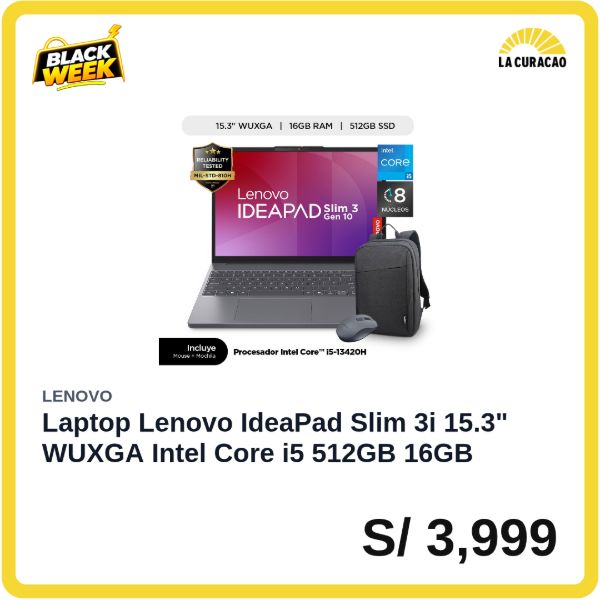 BLACK
WEEK
LA CURACAO
15.3" WUXGA | 16GB RAM | 512GB SSD
RELIABILITY
TESTED
MIL-STD-810H
intel
CORE
i5
8
NÚCLEOS
Lenovo
IDEAPAD Slim 3
Gen 10
Incluye
Mouse + Mochila
Procesador Intel Core™ i5-13420H
LENOVO
Laptop Lenovo IdeaPad Slim 3i 15.3"
WUXGA Intel Core i5 512GB 16GB
S/ 3,999